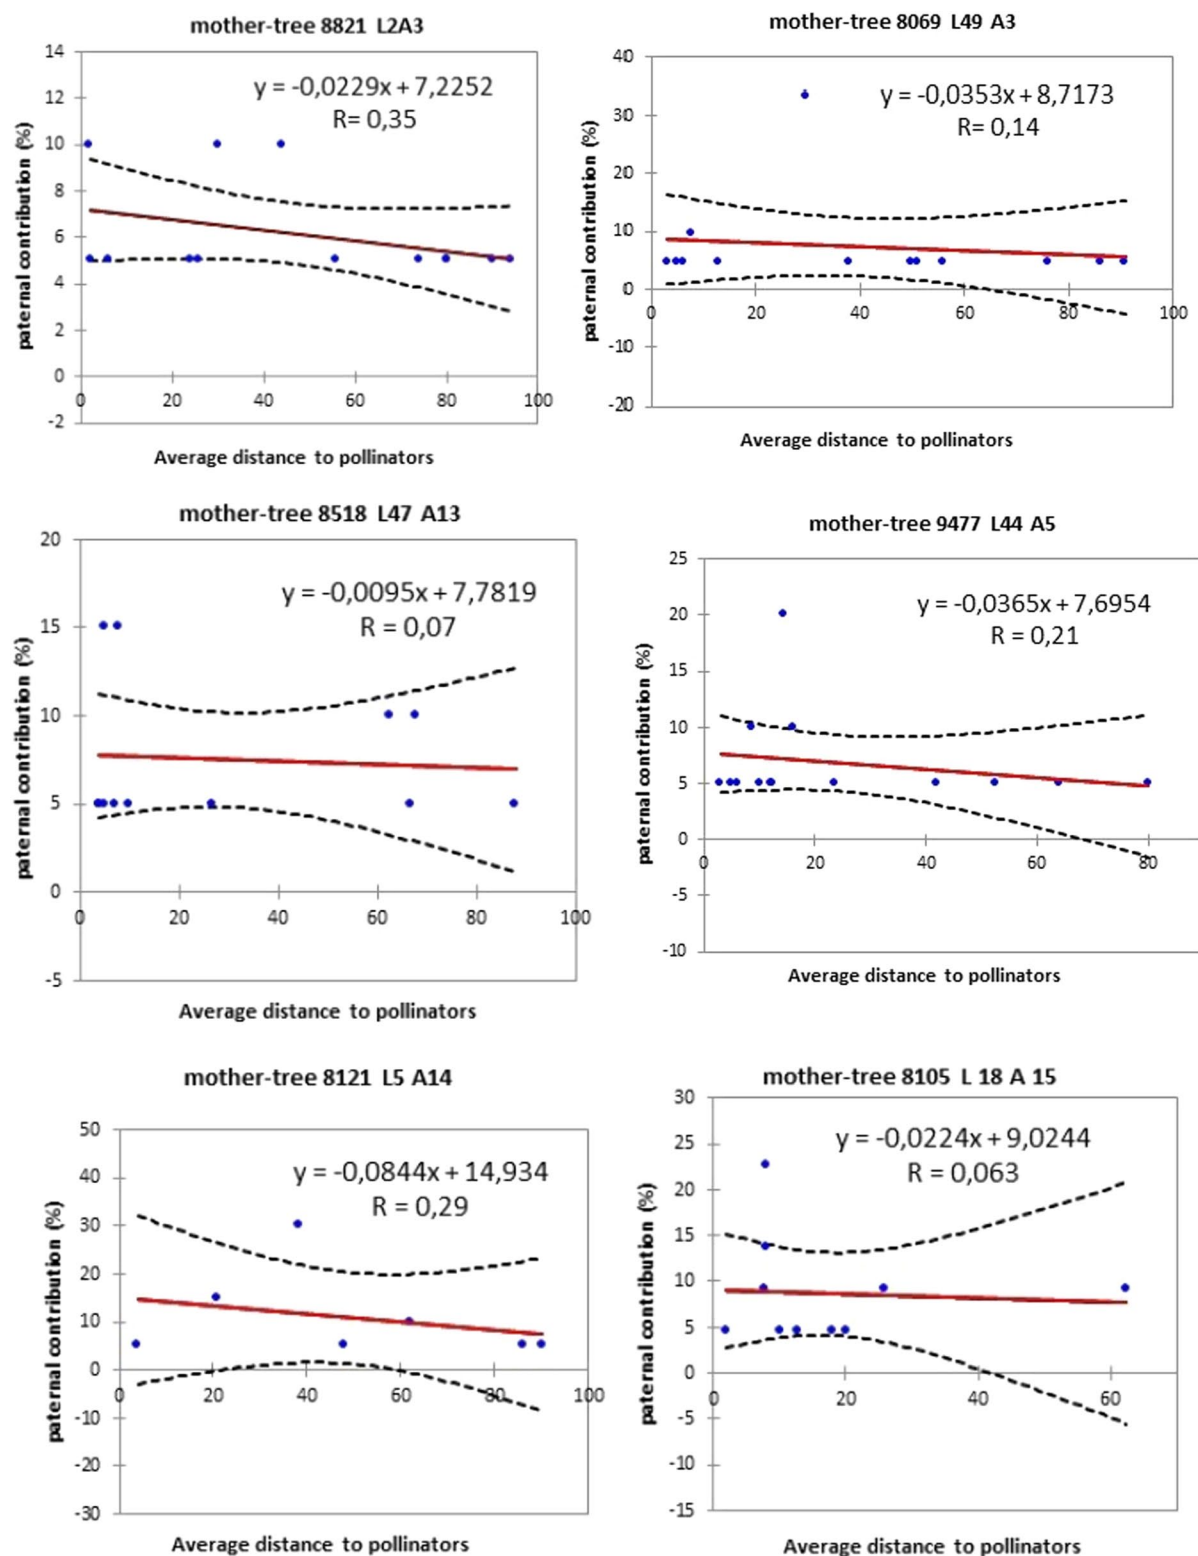 mother-tree 8821 L2A3
14
12
10
8
6
4
2
0
-2
y = -0,0229x + 7,2252
R= 0,35
0 20 40 60 80 100
paternal contribution (%)
Average distance to pollinators
mother-tree 8069 L49 A3
40
30
20
10
0
-10
-20
y = -0,0353x + 8,7173
R= 0,14
0 20 40 60 80 100
paternal contribution (%)
Average distance to pollinators
mother-tree 8518 L47 A13
20
15
10
5
0
-5
y = -0,0095x + 7,7819
R = 0,07
0 20 40 60 80 100
paternal contribution (%)
Average distance to pollinators
mother-tree 9477 L44 A5
25
20
15
10
5
0
-5
-10
y = -0,0365x + 7,6954
R = 0,21
0 20 40 60 80
paternal contribution (%)
Average distance to pollinators
mother-tree 8121 L5 A14
50
40
30
20
10
0
-10
-20
-30
y = -0,0844x + 14,934
R = 0,29
0 20 40 60 80 100
paternal contribution (%)
Average distance to pollinators
mother-tree 8105 L 18 A 15
30
25
20
15
10
5
0
-5
-10
-15
y = -0,0224x + 9,0244
R = 0,063
0 20 40 60
paternal contribution (%)
Average distance to pollinators